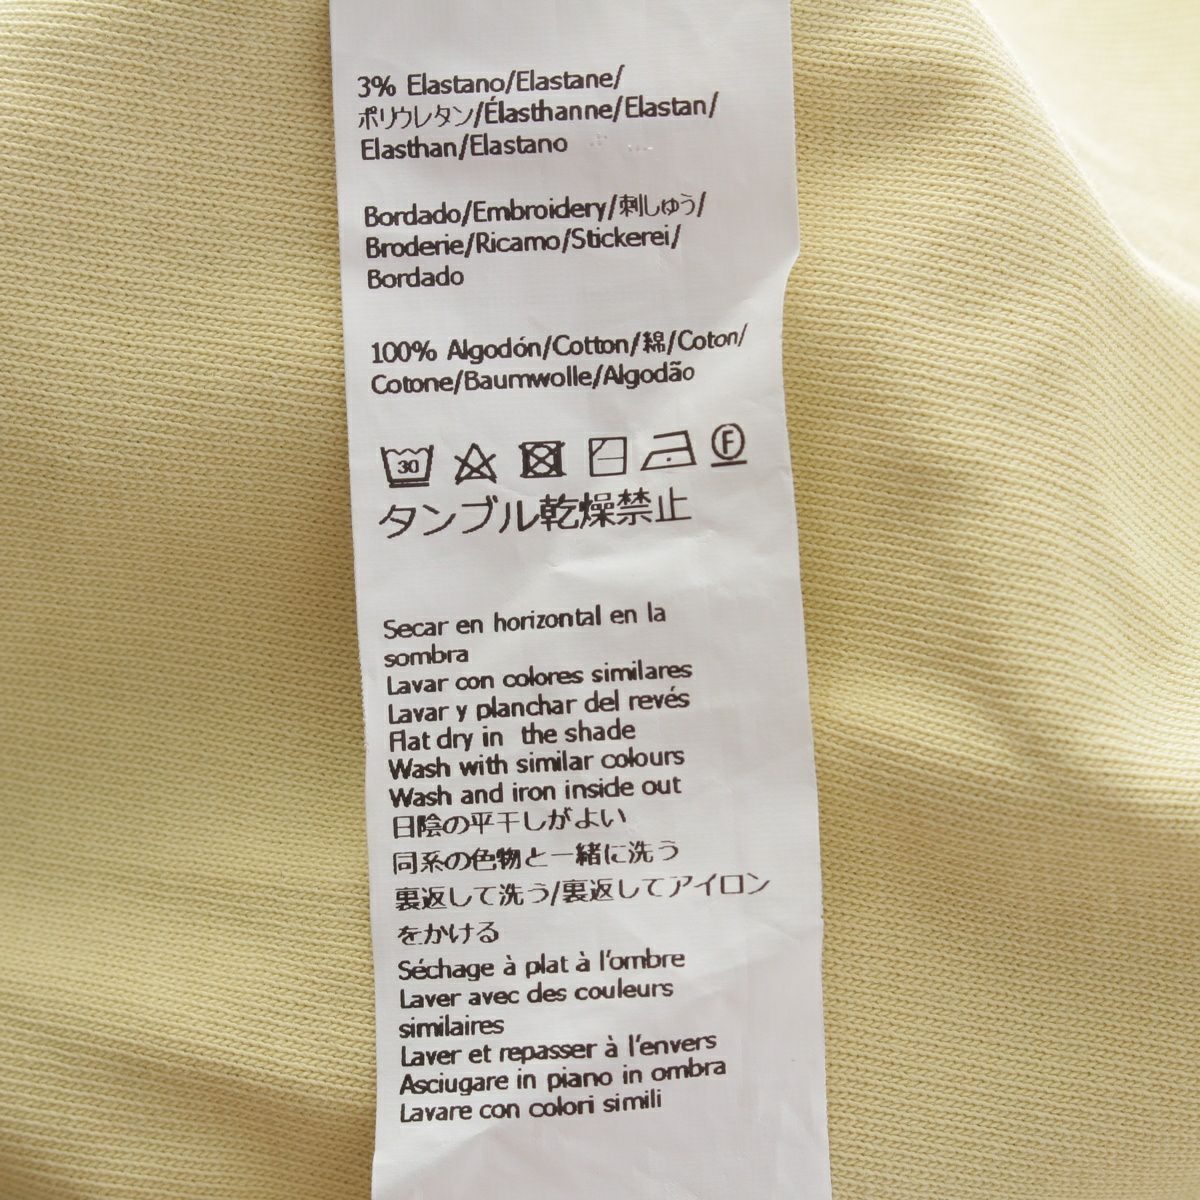 3% Elastano/Elastane/
ポリウレタン/Élasthanne/Elastan/
Elasthan/Elastano
Bordado/Embroidery/刺しゅう/
Broderie/Ricamo/Stickerei/
Bordado
100% Algodón/Cotton/綿/Coton/
Cotone/Baumwolle/Algodão
30 F
タンブル乾燥禁止
Secar en horizontal en la
sombra
Lavar con colores similares
Lavar y planchar del revés
Flat dry in the shade
Wash with similar colours
Wash and iron inside out
日陰の平干しがよい
同系の色物と一緒に洗う
裏返して洗う/裏返してアイロン
をかける
Séchage à plat à l'ombre
Laver avec des couleurs
similaires
Laver et repasser à l'envers
Asciugare in piano in ombra
Lavare con colori simili